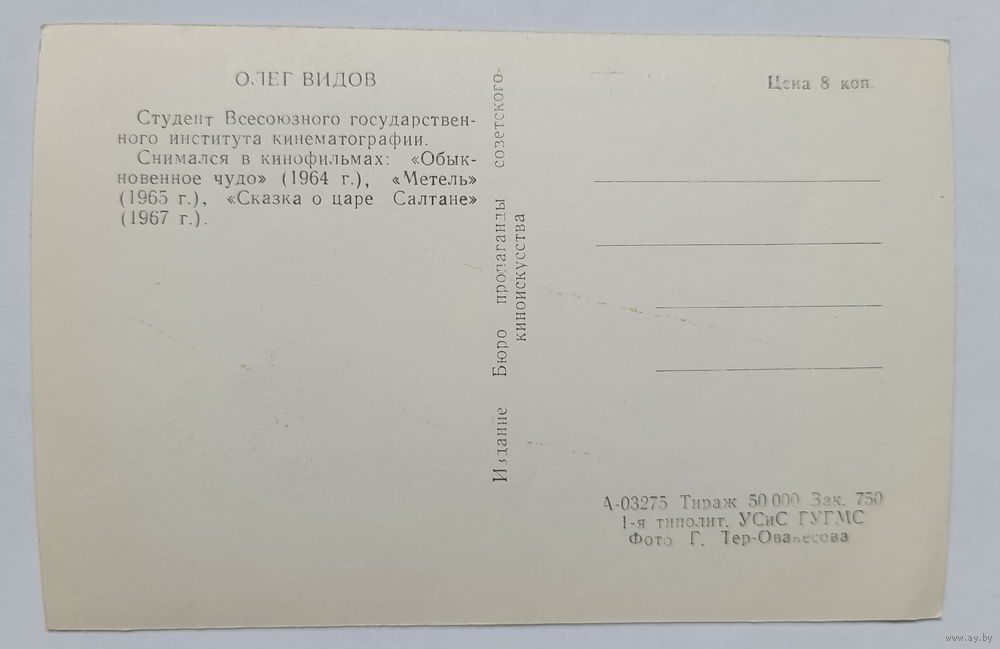 ОЛЕГ ВИДОВ
Студент Всесоюзного государствен-
ного института кинематографии.
Снимался в кинофильмах: «Обык-
новенное чудо» (1964 г.), «Метель»
(1965 г.), «Сказка о царе Салтане»
(1967 г.).
Издание Бюро пропаганды советского
киноискусства
Цена 8 коп.
А-03275 Тираж 50 000 Зак. 750
1-я типолит. УСиС ГУГМС
Фото Г. Тер-Ованесова
www.ay.by